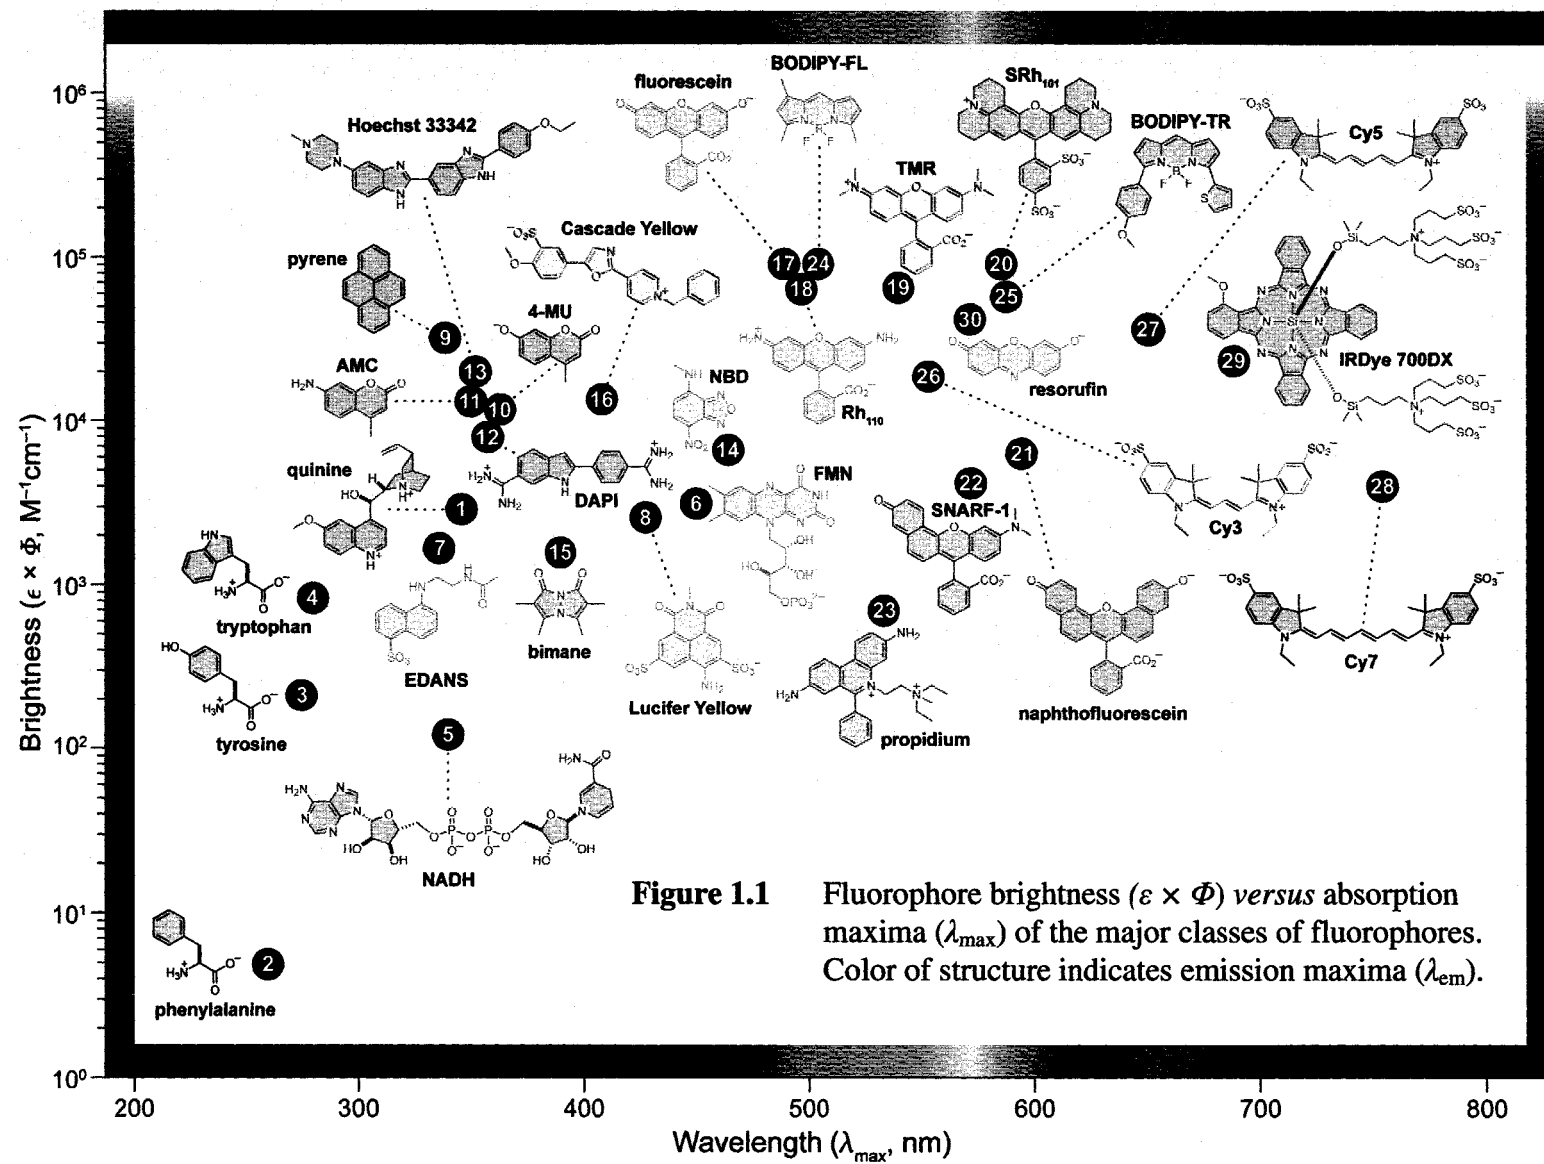 Brightness (ε × Φ, M⁻¹cm⁻¹)
10⁶
10⁵
10⁴
10³
10²
10¹
10⁰
BODIPY-FL
fluorescein
SRh₁₀₁
BODIPY-TR
Cy5
Hoechst 33342
TMR
Cascade Yellow
pyrene
17
24
20
18
19
25
4-MU
30
27
9
AMC
13
NBD
26
29
IRDye 700DX
resorufin
11
10
16
Rh₁₁₀
12
14
21
quinine
DAPI
FMN
22
28
1
8
6
SNARF-1
Cy3
7
15
4
tryptophan
23
bimane
EDANS
Cy7
3
Lucifer Yellow
naphthofluorescein
tyrosine
5
propidium
NADH
2
phenylalanine
Figure 1.1 Fluorophore brightness (ε × Φ) versus absorption
maxima (λmax) of the major classes of fluorophores.
Color of structure indicates emission maxima (λem).
200 300 400 500 600 700 800
Wavelength (λmax, nm)